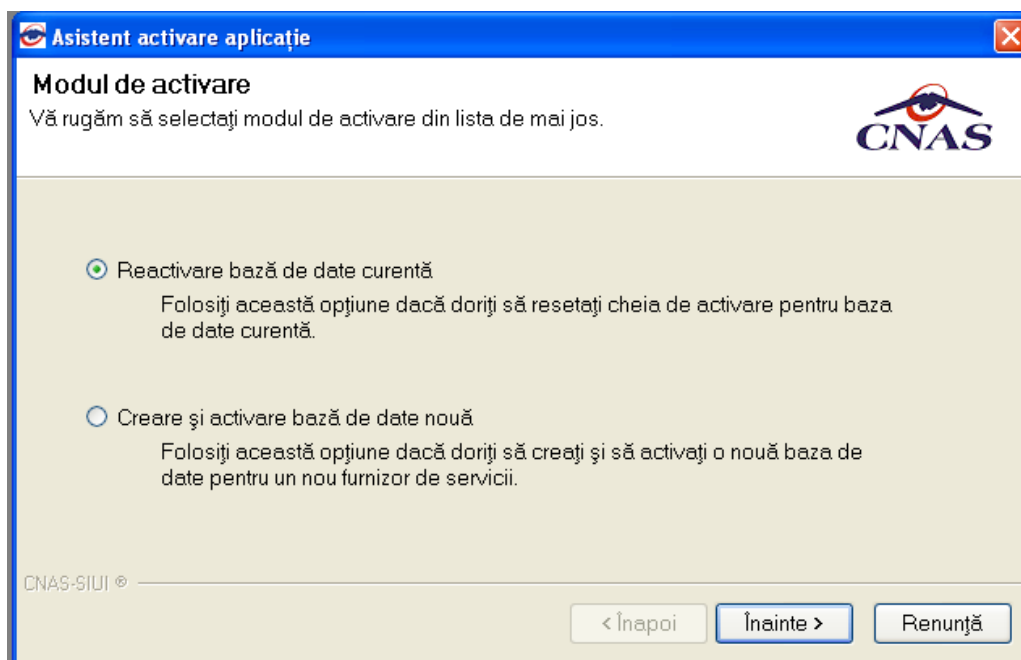 Asistent activare aplicație
Modul de activare
Vă rugăm să selectați modul de activare din lista de mai jos.
CNAS
Reactivare bază de date curentă
Folosiți această opțiune dacă doriți să resetați cheia de activare pentru baza
de date curentă.
Creare și activare bază de date nouă
Folosiți această opțiune dacă doriți să creați și să activați o nouă baza de
date pentru un nou furnizor de servicii.
CNAS-SIUI ®
< Înapoi
Înainte >
Renunță